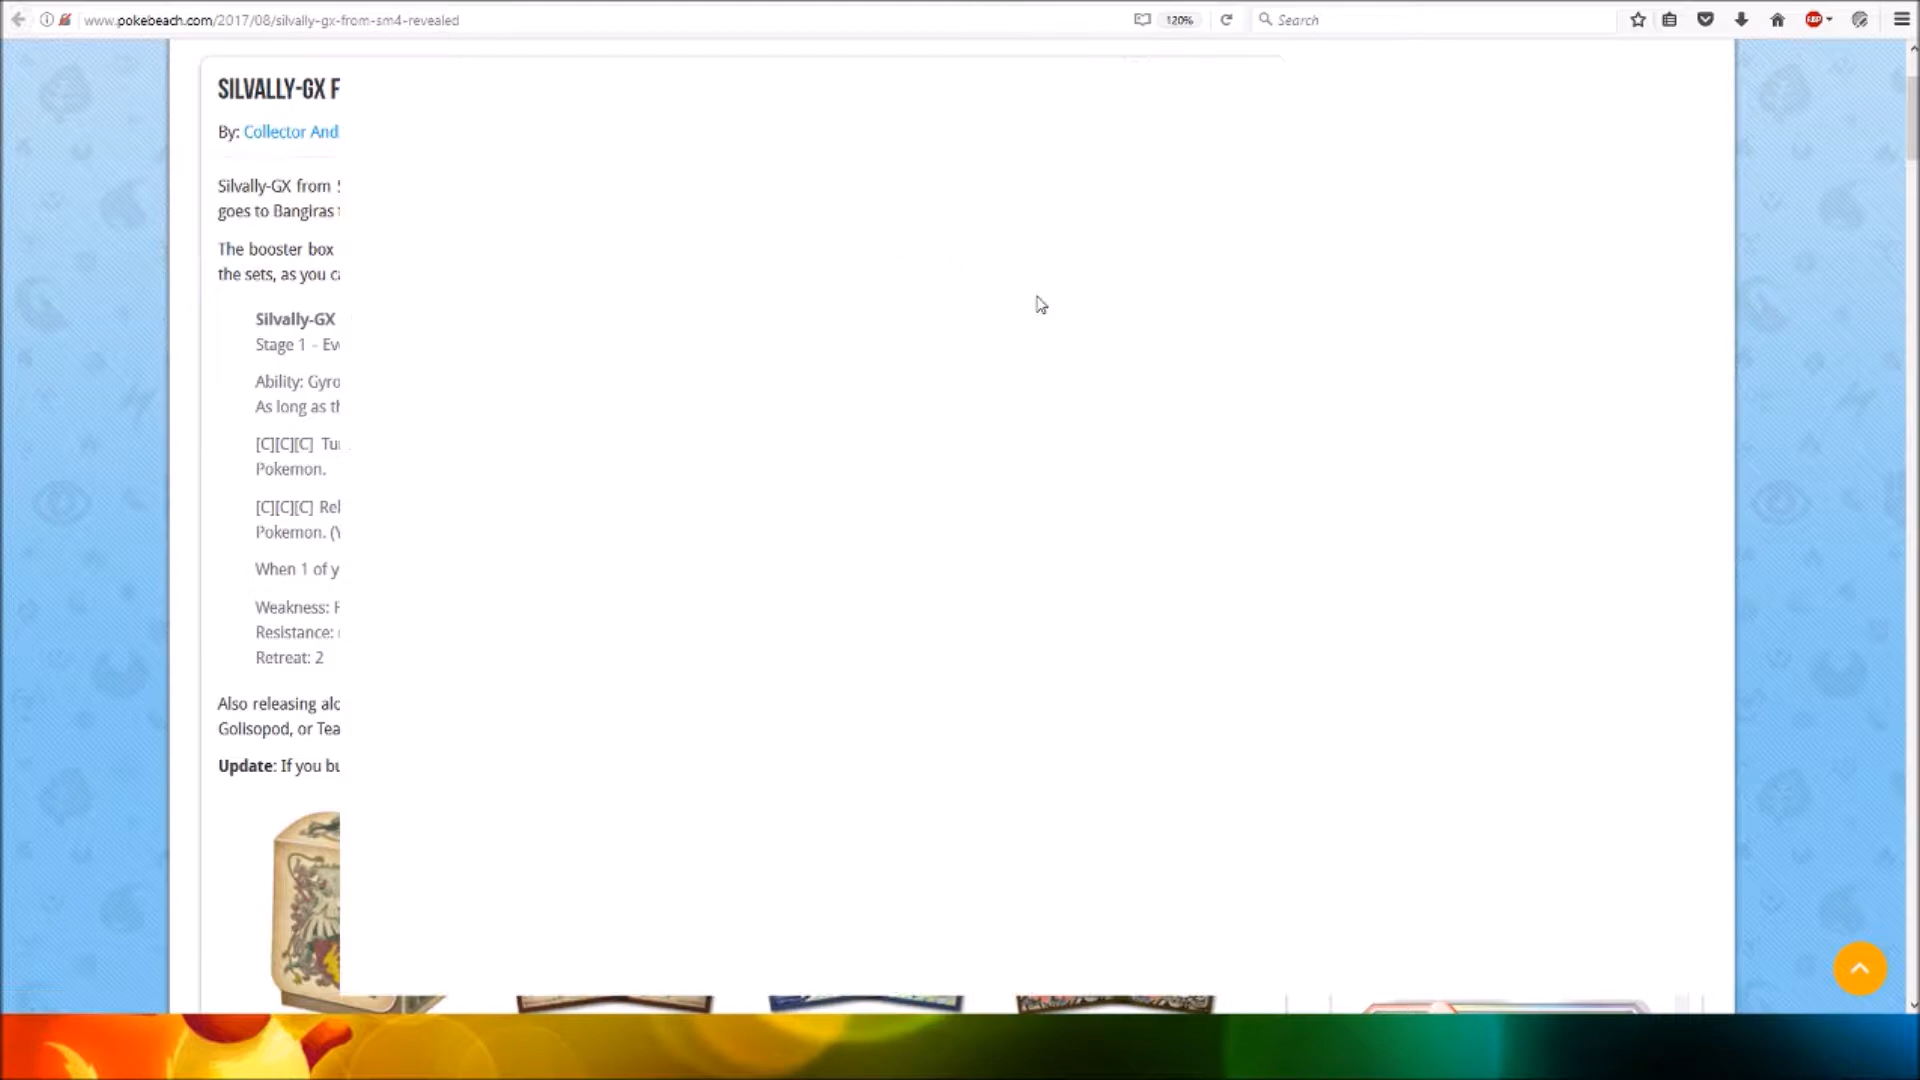 www.pokebeach.com/2017/08/silvally-gx-from-sm4-revealed
120%
Search
ABP
SILVALLY-GX F
By: Collector And
Silvally-GX from
goes to Bangiras
The booster box
the sets, as you
Silvally-GX
Stage 1 - Ev
Ability: Gyro
As long as
[C][C][C] Tu
Pokemon.
[C][C][C] Rel
Pokemon. (Y
When 1 of y
Weakness: F
Resistance:
Retreat: 2
Also releasing
Golisopod, or Tea
Update: If you bu